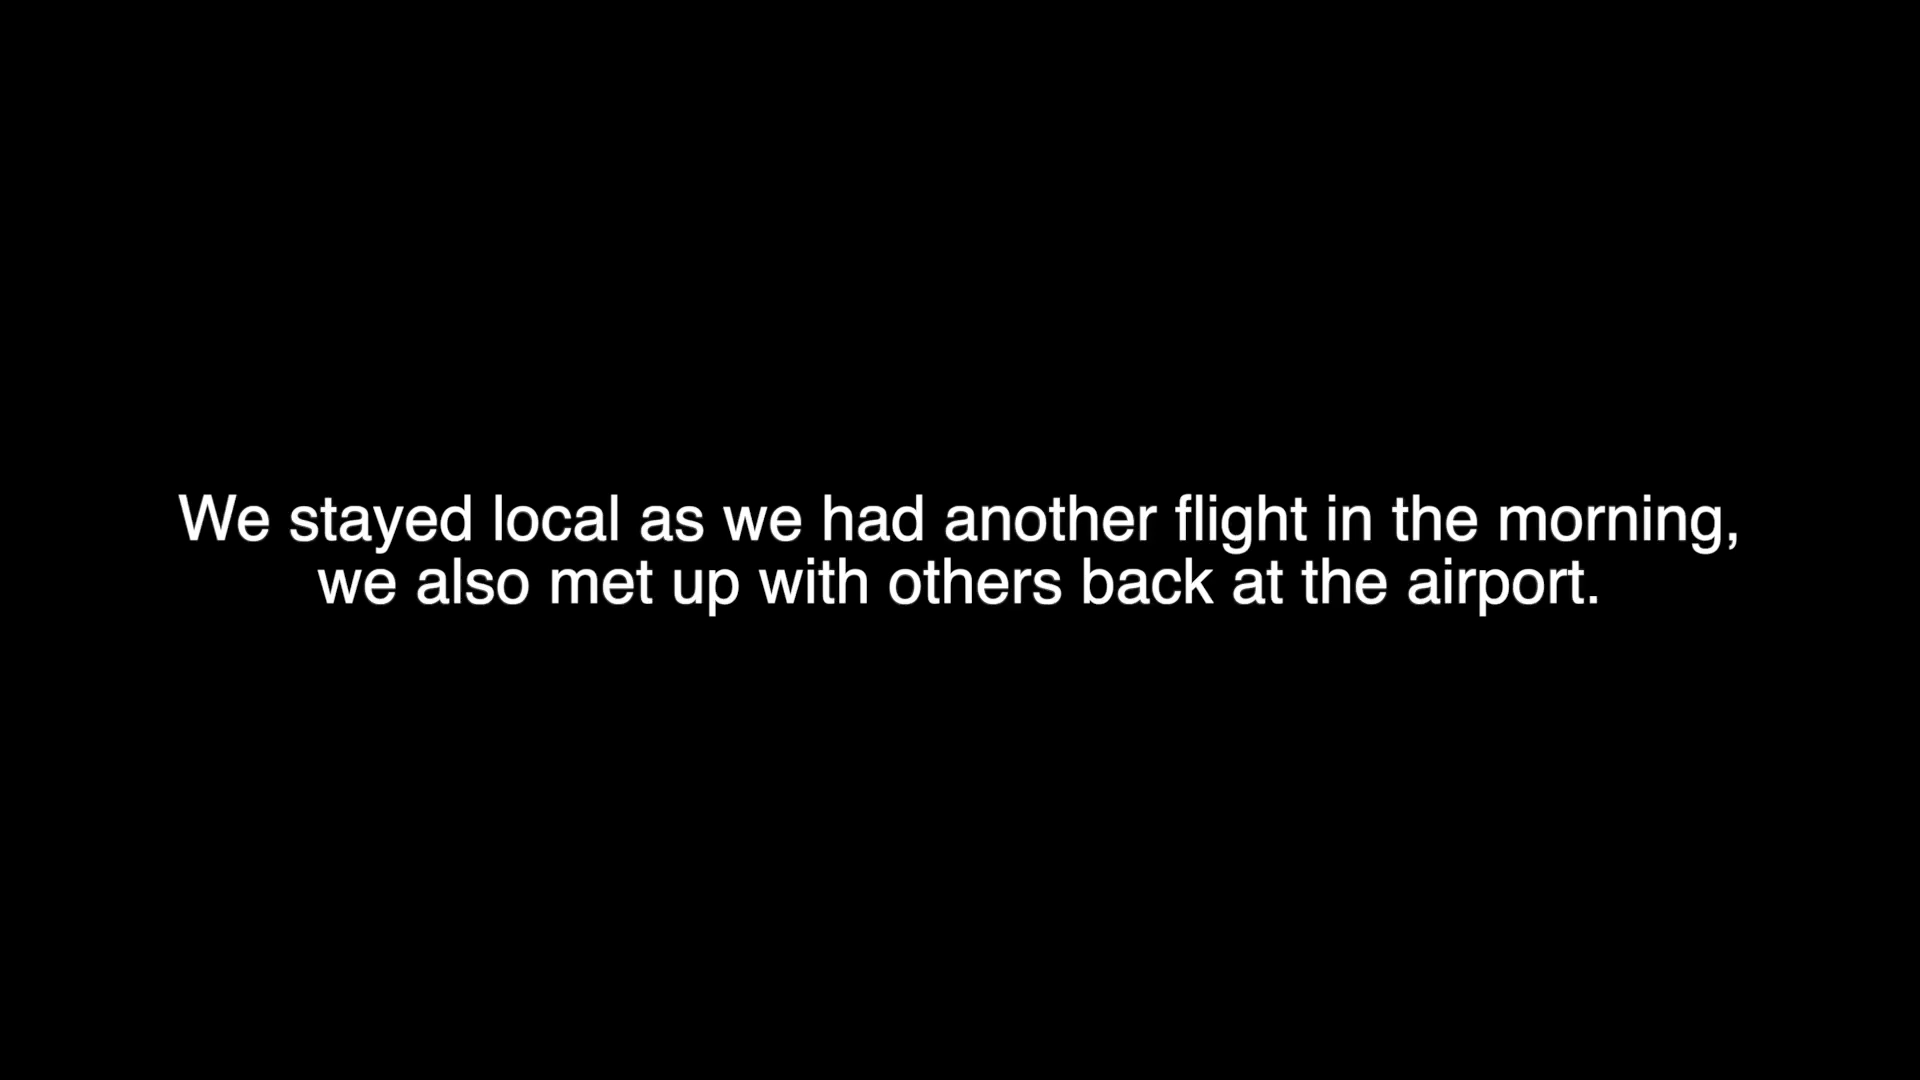 We stayed local as we had another flight in the morning,
we also met up with others back at the airport.